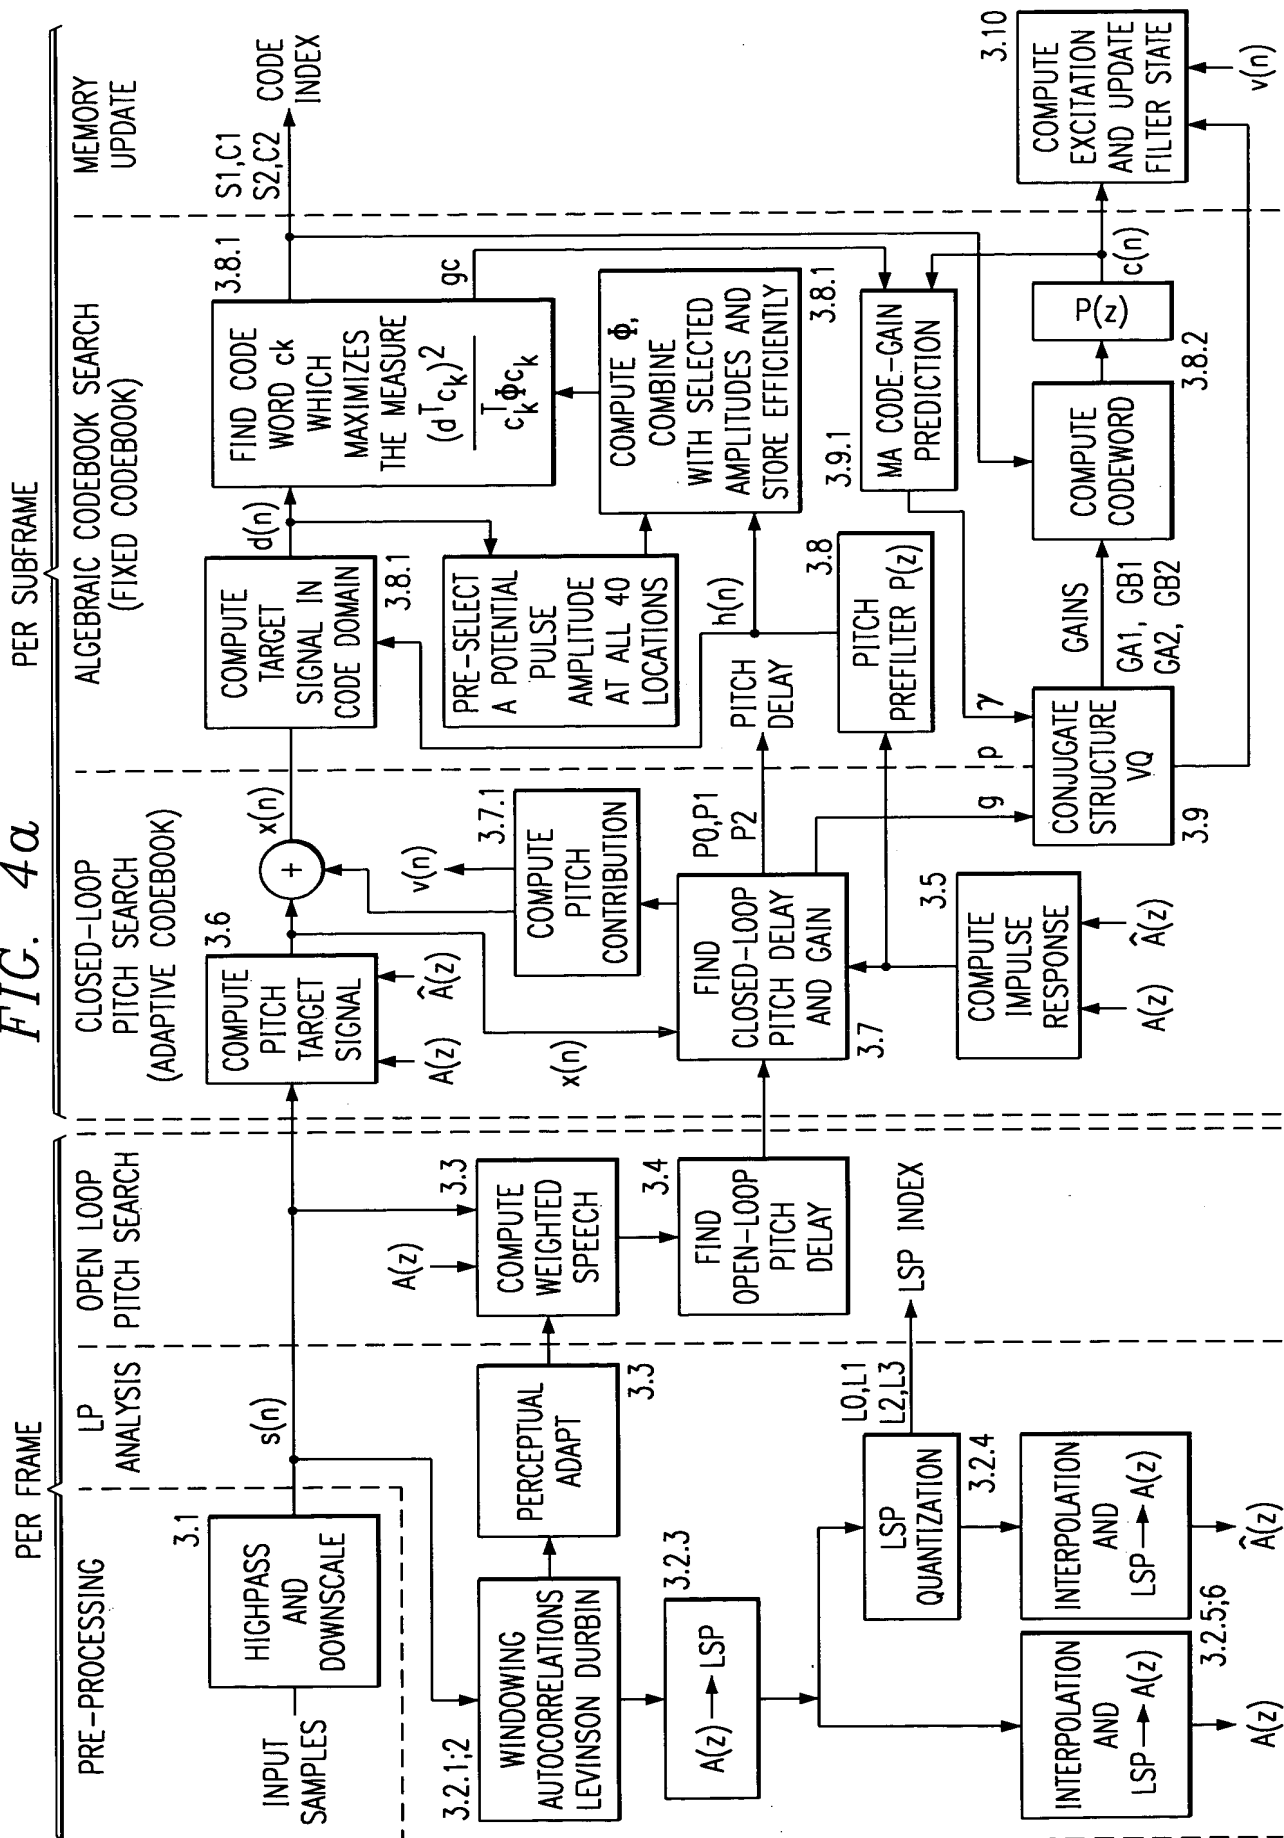 FIG. 4a
PER FRAME
PER SUBFRAME
PRE-PROCESSING
LP
ANALYSIS
OPEN LOOP
PITCH SEARCH
CLOSED-LOOP
PITCH SEARCH
(ADAPTIVE CODEBOOK)
ALGEBRAIC CODEBOOK SEARCH
(FIXED CODEBOOK)
MEMORY
UPDATE
INPUT
SAMPLES
3.1
HIGHPASS
AND
DOWNSCALE
s(n)
3.6
COMPUTE
PITCH
TARGET
SIGNAL
A(z)
Â(z)
+
x(n)
COMPUTE
TARGET
SIGNAL IN
CODE DOMAIN
3.8.1
d(n)
3.8.1
FIND CODE
WORD ck
WHICH
MAXIMIZES
THE MEASURE
(dᵀck)²
ckᵀΦck
gc
S1,C1
S2,C2
CODE
INDEX
3.2.1;2
WINDOWING
AUTOCORRELATIONS
LEVINSON DURBIN
PERCEPTUAL
ADAPT
3.3
A(z)
3.3
COMPUTE
WEIGHTED
SPEECH
x(n)
v(n)
3.7.1
COMPUTE
PITCH
CONTRIBUTION
PRE-SELECT
A POTENTIAL
PULSE
AMPLITUDE
AT ALL 40
LOCATIONS
COMPUTE Φ,
COMBINE
WITH SELECTED
AMPLITUDES AND
STORE EFFICIENTLY
3.8.1
3.2.3
A(z) → LSP
3.4
FIND
OPEN-LOOP
PITCH
DELAY
FIND
CLOSED-LOOP
PITCH DELAY
AND GAIN
3.7
P0,P1
P2
PITCH
DELAY
h(n)
3.8
PITCH
PREFILTER P(z)
3.9.1
MA CODE-GAIN
PREDICTION
LSP
QUANTIZATION
3.2.4
L0,L1
L2,L3
LSP INDEX
3.5
COMPUTE
IMPULSE
RESPONSE
A(z)
Â(z)
g
p
γ
CONJUGATE
STRUCTURE
VQ
3.9
GAINS
GA1, GB1
GA2, GB2
COMPUTE
CODEWORD
3.8.2
P(z)
c(n)
3.10
COMPUTE
EXCITATION
AND UPDATE
FILTER STATE
v(n)
INTERPOLATION
AND
LSP → A(z)
A(z)
3.2.5;6
INTERPOLATION
AND
LSP → A(z)
Â(z)